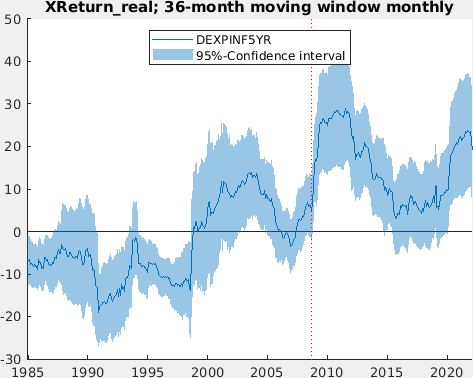 XReturn_real; 36-month moving window monthly
DEXPINF5YR
95%-Confidence interval
50
40
30
20
10
0
-10
-20
-30
1985 1990 1995 2000 2005 2010 2015 2020